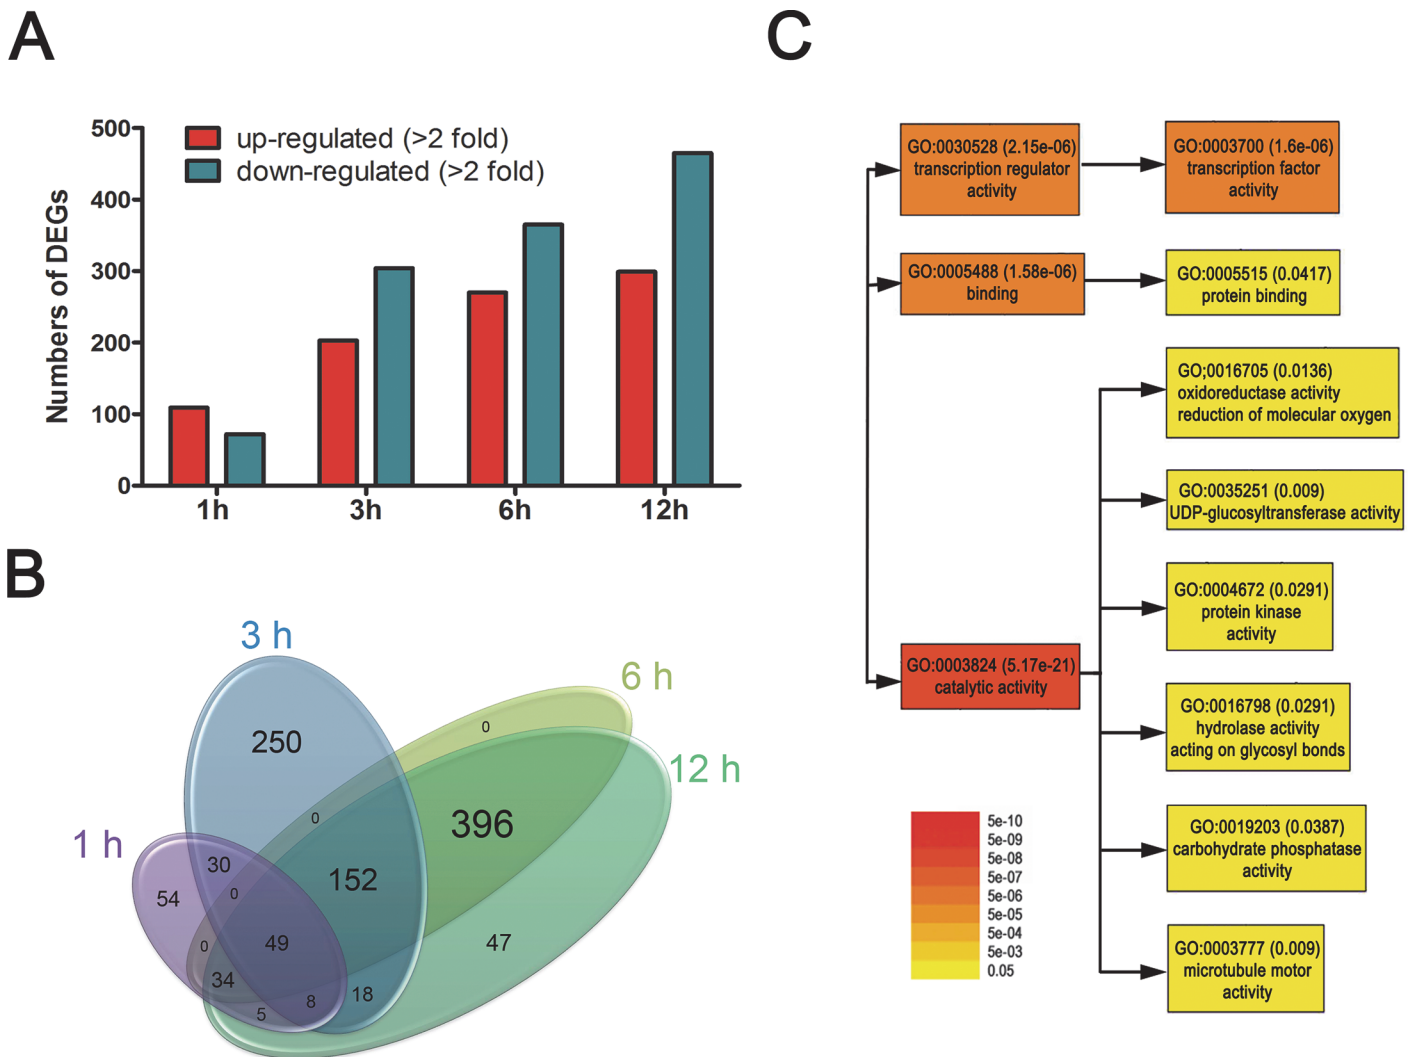 A
500
400
300
200
100
0
Numbers of DEGs
up-regulated (>2 fold)
down-regulated (>2 fold)
1h
3h
6h
12h
B
3 h
6 h
12 h
1 h
250
0
396
0
152
30
0
54
0
49
34
47
18
8
5
C
GO:0030528 (2.15e-06)
transcription regulator
activity
GO:0003700 (1.6e-06)
transcription factor
activity
GO:0005488 (1.58e-06)
binding
GO:0005515 (0.0417)
protein binding
GO;0016705 (0.0136)
oxidoreductase activity
reduction of molecular oxygen
GO:0035251 (0.009)
UDP-glucosyltransferase activity
GO:0004672 (0.0291)
protein kinase
activity
GO:0003824 (5.17e-21)
catalytic activity
GO:0016798 (0.0291)
hydrolase activity
acting on glycosyl bonds
GO:0019203 (0.0387)
carbohydrate phosphatase
activity
GO:0003777 (0.009)
microtubule motor
activity
5e-10
5e-09
5e-08
5e-07
5e-06
5e-05
5e-04
5e-03
0.05